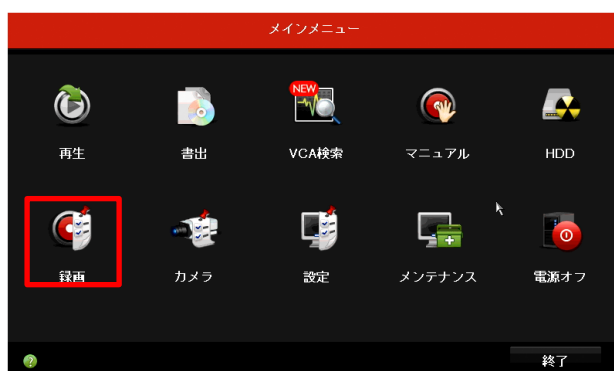 メインメニュー
NEW
再生
書出
VCA検索
マニュアル
HDD
録画
カメラ
設定
メンテナンス
電源オフ
?
終了